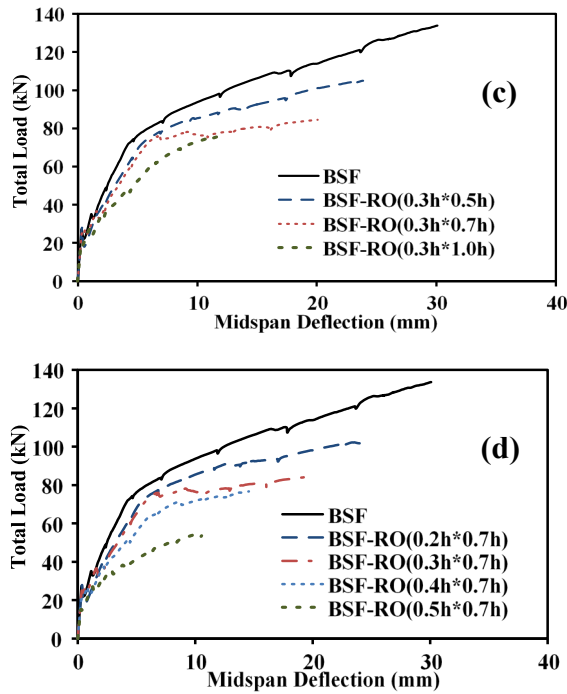 140
120
100
80
60
40
20
0
Total Load (kN)
(c)
BSF
BSF-RO(0.3h*0.5h)
BSF-RO(0.3h*0.7h)
BSF-RO(0.3h*1.0h)
0 10 20 30 40
Midspan Deflection (mm)
140
120
100
80
60
40
20
0
Total Load (kN)
(d)
BSF
BSF-RO(0.2h*0.7h)
BSF-RO(0.3h*0.7h)
BSF-RO(0.4h*0.7h)
BSF-RO(0.5h*0.7h)
0 10 20 30 40
Midspan Deflection (mm)